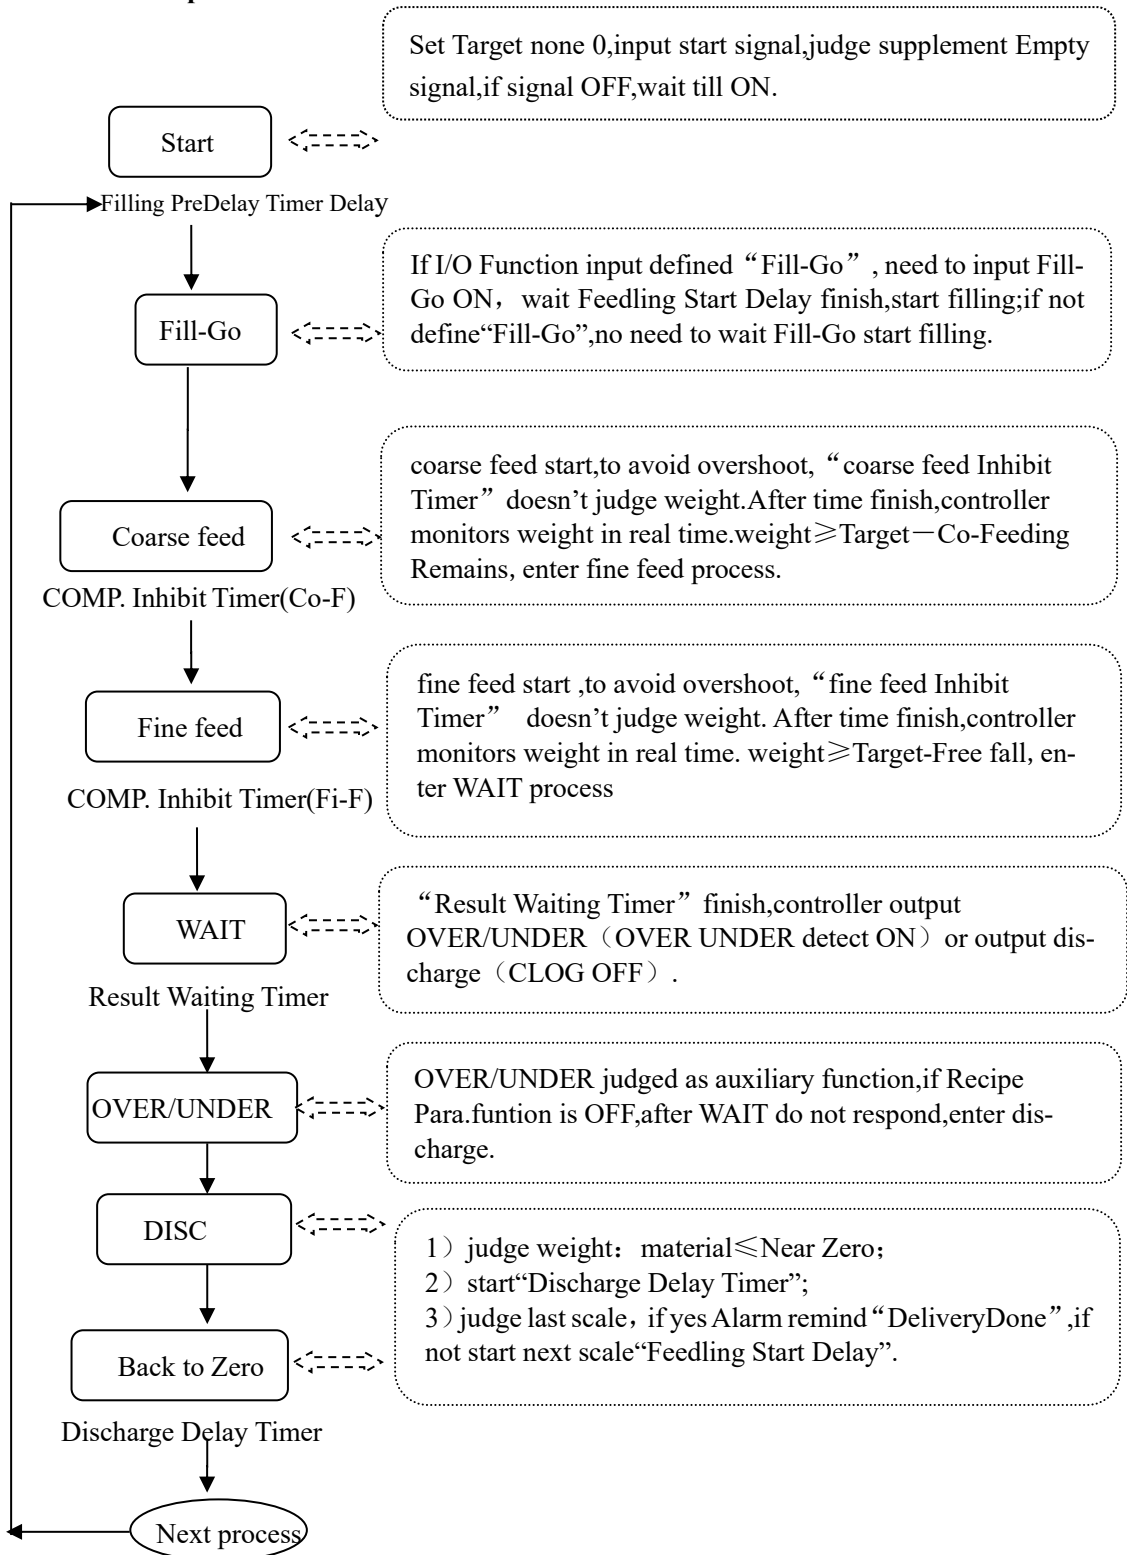 Set Target none 0,input start signal,judge supplement Empty
signal,if signal OFF,wait till ON.
Start
Filling PreDelay Timer Delay
If I/O Function input defined “Fill-Go”, need to input Fill-
Go ON，wait Feedling Start Delay finish,start filling;if not
define“Fill-Go”,no need to wait Fill-Go start filling.
Fill-Go
coarse feed start,to avoid overshoot,“coarse feed Inhibit
Timer”doesn’t judge weight.After time finish,controller
monitors weight in real time.weight≥Target－Co-Feeding
Remains, enter fine feed process.
Coarse feed
COMP. Inhibit Timer(Co-F)
fine feed start ,to avoid overshoot,“fine feed Inhibit
Timer” doesn’t judge weight. After time finish,controller
monitors weight in real time. weight≥Target-Free fall, en-
ter WAIT process
Fine feed
COMP. Inhibit Timer(Fi-F)
“Result Waiting Timer”finish,controller output
OVER/UNDER（OVER UNDER detect ON）or output dis-
charge（CLOG OFF）.
WAIT
Result Waiting Timer
OVER/UNDER judged as auxiliary function,if Recipe
Para.funtion is OFF,after WAIT do not respond,enter dis-
charge.
OVER/UNDER
DISC
1）judge weight：material≤Near Zero；
2）start“Discharge Delay Timer”;
3）judge last scale，if yes Alarm remind“DeliveryDone”,if
not start next scale“Feedling Start Delay”.
Back to Zero
Discharge Delay Timer
Next process